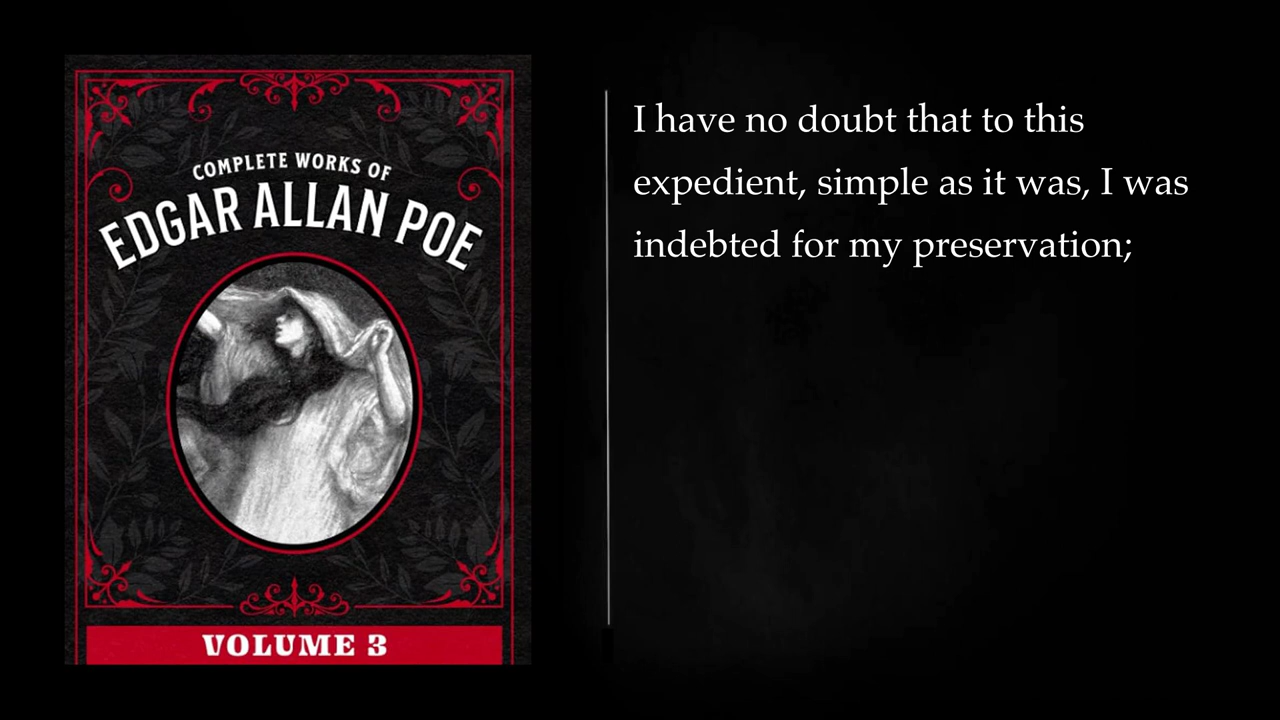 COMPLETE WORKS OF
EDGAR ALLAN POE
VOLUME 3
I have no doubt that to this
expedient, simple as it was, I was
indebted for my preservation;